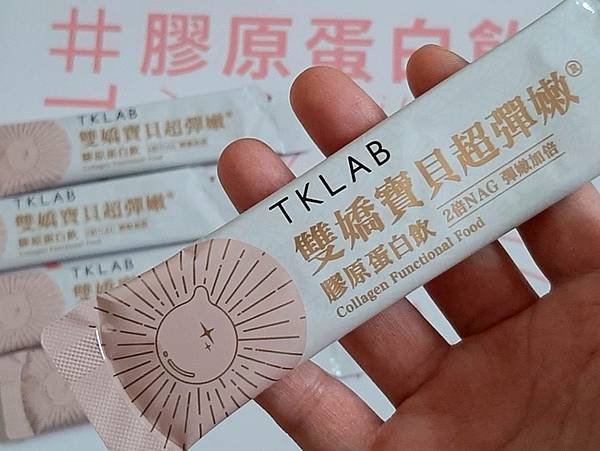 #膠原蛋白飲
TKLAB
雙嬌寶貝超彈嫩®
膠原蛋白飲
Collagen Functional Food
TKLAB
雙嬌寶貝超彈嫩
膠原蛋白飲
Collagen Functional Food
TKLAB
雙嬌
TKLAB
雙嬌寶貝超彈嫩®
膠原蛋白飲 2倍NAG 彈嫩加倍
Collagen Functional Food